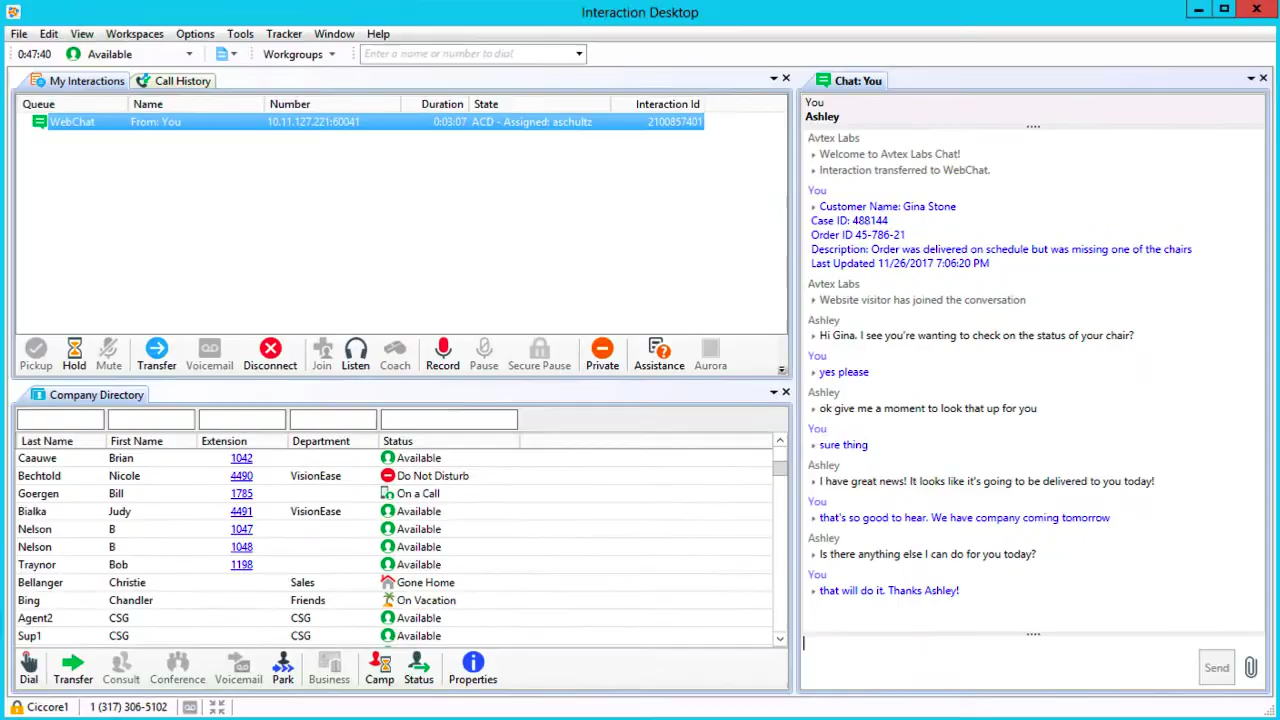 Interaction Desktop
File Edit View Workspaces Options Tools Tracker Window Help
0:47:40 Available Workgroups Enter a name or number to dial
My Interactions Call History
Queue Name Number Duration State Interaction Id
WebChat From: You 10.11.127.221:60041 0:03:07 ACD - Assigned: aschultz 2100857401
Pickup Hold Mute Transfer Voicemail Disconnect Join Listen Coach Record Pause Secure Pause Private Assistance Aurora
Company Directory
Last Name First Name Extension Department Status
Caauwe Brian 1042 Available
Bechtold Nicole 4490 VisionEase Do Not Disturb
Goergen Bill 1785 On a Call
Bialka Judy 4491 VisionEase Available
Nelson B 1047 Available
Nelson B 1048 Available
Traynor Bob 1198 Available
Bellanger Christie Sales Gone Home
Bing Chandler Friends On Vacation
Agent2 CSG CSG Available
Sup1 CSG CSG Available
Dial Transfer Consult Conference Voicemail Park Business Camp Status Properties
Ciccore1 1 (317) 306-5102
Chat: You
You
Ashley
Avtex Labs
Welcome to Avtex Labs Chat!
Interaction transferred to WebChat.
You
Customer Name: Gina Stone
Case ID: 488144
Order ID 45-786-21
Description: Order was delivered on schedule but was missing one of the chairs
Last Updated 11/26/2017 7:06:20 PM
Avtex Labs
Website visitor has joined the conversation
Ashley
Hi Gina. I see you're wanting to check on the status of your chair?
You
yes please
Ashley
ok give me a moment to look that up for you
You
sure thing
Ashley
I have great news! It looks like it's going to be delivered to you today!
You
that's so good to hear. We have company coming tomorrow
Ashley
Is there anything else I can do for you today?
You
that will do it. Thanks Ashley!
Send